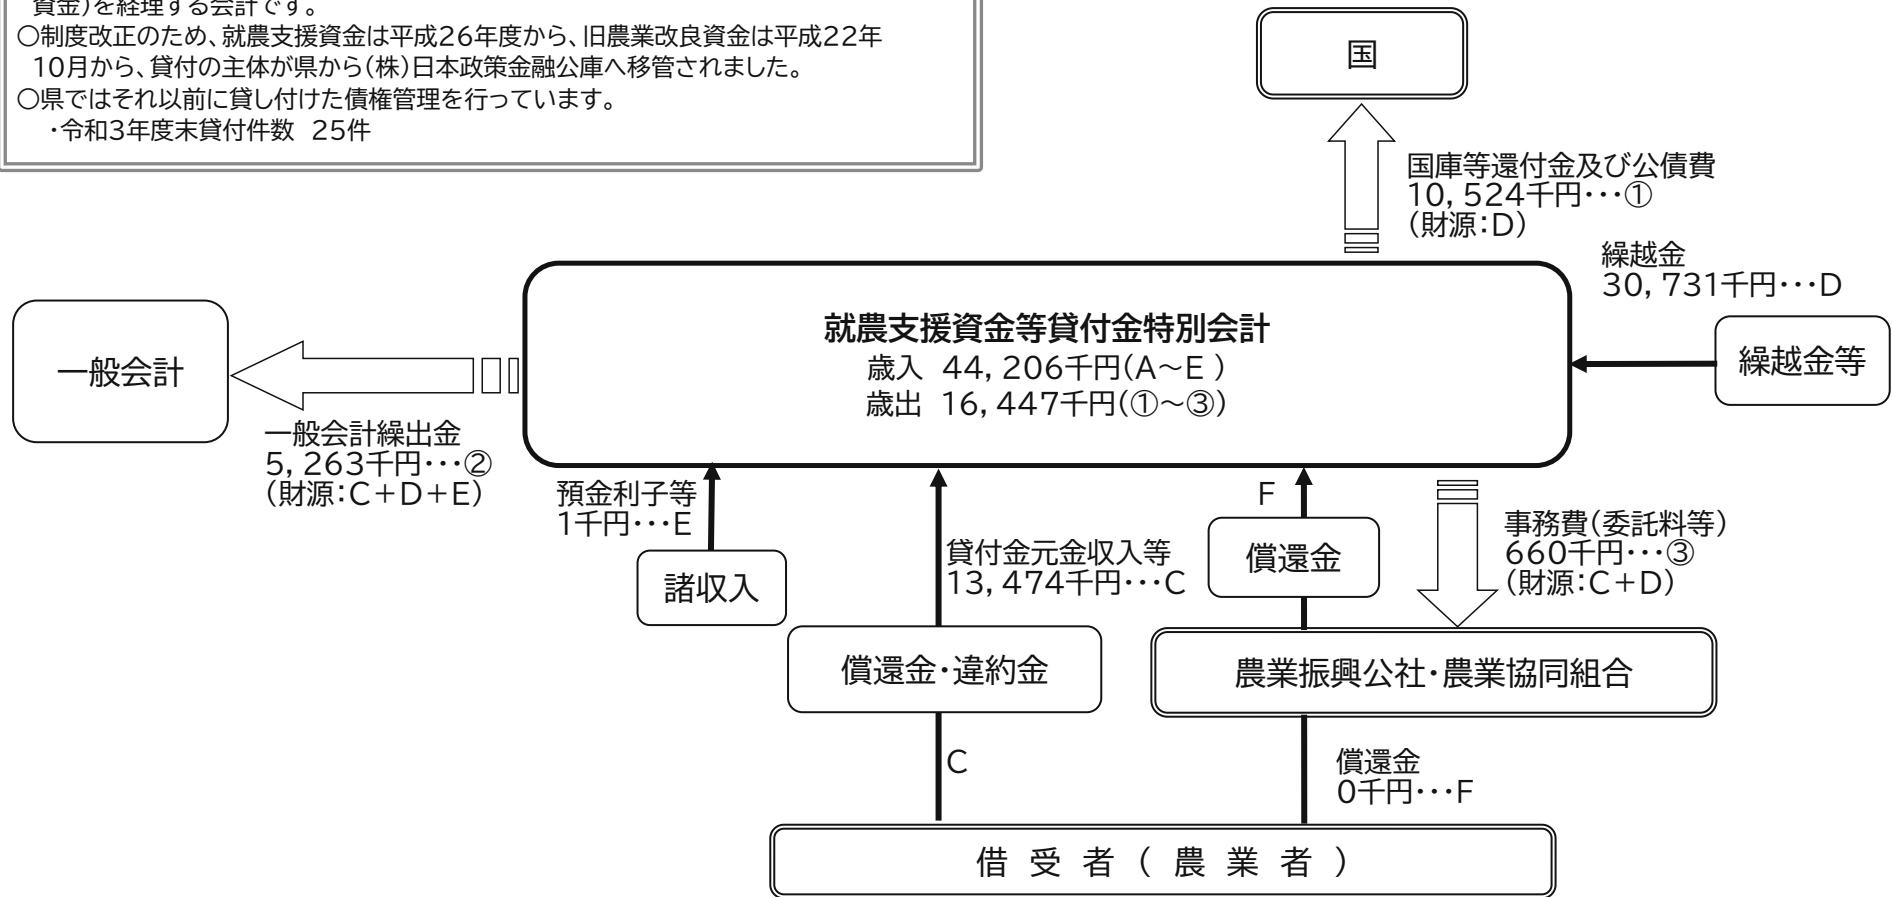 資金)を経理する会計です。
○制度改正のため、就農支援資金は平成26年度から、旧農業改良資金は平成22年
10月から、貸付の主体が県から(株)日本政策金融公庫へ移管されました。
○県ではそれ以前に貸し付けた債権管理を行っています。
・令和3年度末貸付件数 25件
国
国庫等還付金及び公債費
10,524千円・・・①
(財源:D)
繰越金
30,731千円・・・D
繰越金等
就農支援資金等貸付金特別会計
歳入 44,206千円(A~E )
歳出 16,447千円(①~③)
一般会計
一般会計繰出金
5,263千円・・・②
(財源:C+D+E)
預金利子等
1千円・・・E
諸収入
貸付金元金収入等
13,474千円・・・C
償還金・違約金
F
償還金
事務費(委託料等)
660千円・・・③
(財源:C+D)
農業振興公社・農業協同組合
C
償還金
0千円・・・F
借 受 者 ( 農 業 者 )